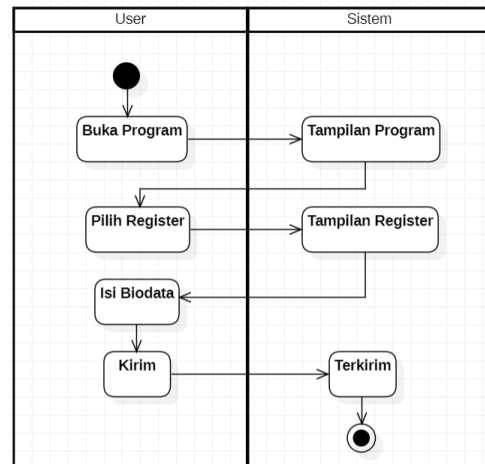 User
Sistem
Buka Program
Tampilan Program
Pilih Register
Tampilan Register
Isi Biodata
Kirim
Terkirim